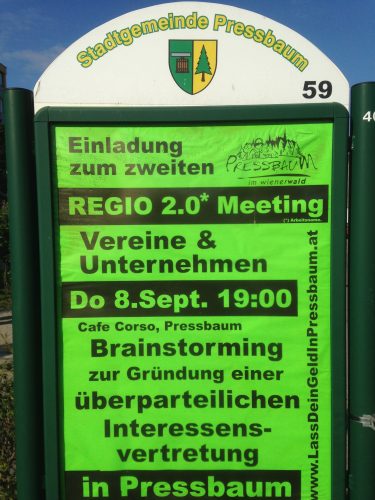 Stadtgemeinde Pressbaum
59
Einladung
zum zweiten
PRESSBAUM
im wienerwald
REGIO 2.0* Meeting
(*) Arbeitsname.
Vereine &
Unternehmen
Do 8.Sept. 19:00
Cafe Corso, Pressbaum
Brainstorming
zur Gründung einer
überparteilichen
Interessens-
vertretung
in Pressbaum
www.LassDeinGeldInPressbaum.at